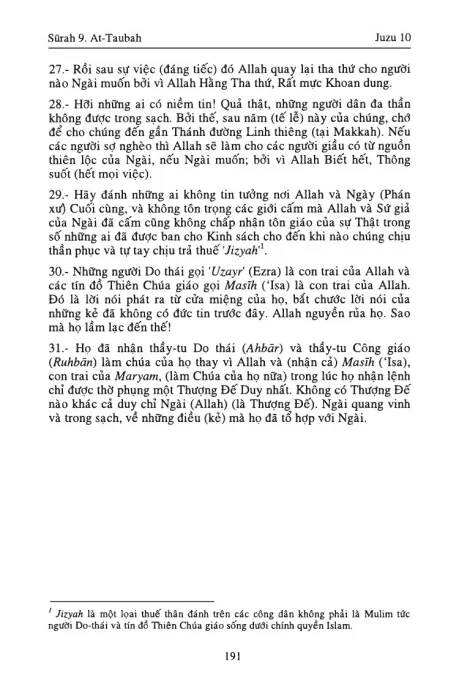 Sūrah 9. At-Taubah Juzu 10
27.- Rồi sau sự việc (đáng tiếc) đó Allah quay lại tha thứ cho người
nào Ngài muốn bởi vì Allah Hằng Tha thứ, Rất mực Khoan dung.
28.- Hỡi những ai có niềm tin! Quả thật, những người dân đa thần
không được trong sạch. Bởi thế, sau năm (tế lễ) này của chúng, chớ
để cho chúng đến gần Thánh đường Linh thiêng (tại Makkah). Nếu
các người sợ nghèo thì Allah sẽ làm cho các người giầu có từ nguồn
thiên lộc của Ngài, nếu Ngài muốn; bởi vì Allah Biết hết, Thông
suốt (hết mọi việc).
29.- Hãy đánh những ai không tin tưởng nơi Allah và Ngày (Phán
xử) Cuối cùng, và không tôn trọng các giới cấm mà Allah và Sứ giả
của Ngài đã cấm cũng không chấp nhận tôn giáo của sự Thật trong
số những ai đã được ban cho Kinh sách cho đến khi nào chúng chịu
thần phục và tự tay chịu trả thuế 'Jizyah'¹.
30.- Những người Do thái gọi 'Uzayr' (Ezra) là con trai của Allah và
các tín đồ Thiên Chúa giáo gọi Masīh ('Isa) là con trai của Allah.
Đó là lời nói phát ra từ cửa miệng của họ, bắt chước lời nói của
những kẻ đã không có đức tin trước đây. Allah nguyền rủa họ. Sao
mà họ lầm lạc đến thế!
31.- Họ đã nhận thầy-tu Do thái (Ahbār) và thầy-tu Công giáo
(Ruhbān) làm chúa của họ thay vì Allah và (nhận cả) Masīh ('Isa),
con trai của Maryam, (làm Chúa của họ nữa) trong lúc họ nhận lệnh
chỉ được thờ phụng một Thượng Đế Duy nhất. Không có Thượng Đế
nào khác cả duy chỉ Ngài (Allah) (là Thượng Đế). Ngài quang vinh
và trong sạch, về những điều (kẻ) mà họ đã tổ hợp với Ngài.
¹ Jizyah là một lọai thuế thân đánh trên các công dân không phải là Mulim tức
người Do-thái và tín đồ Thiên Chúa giáo sống dưới chính quyền Islam.
191